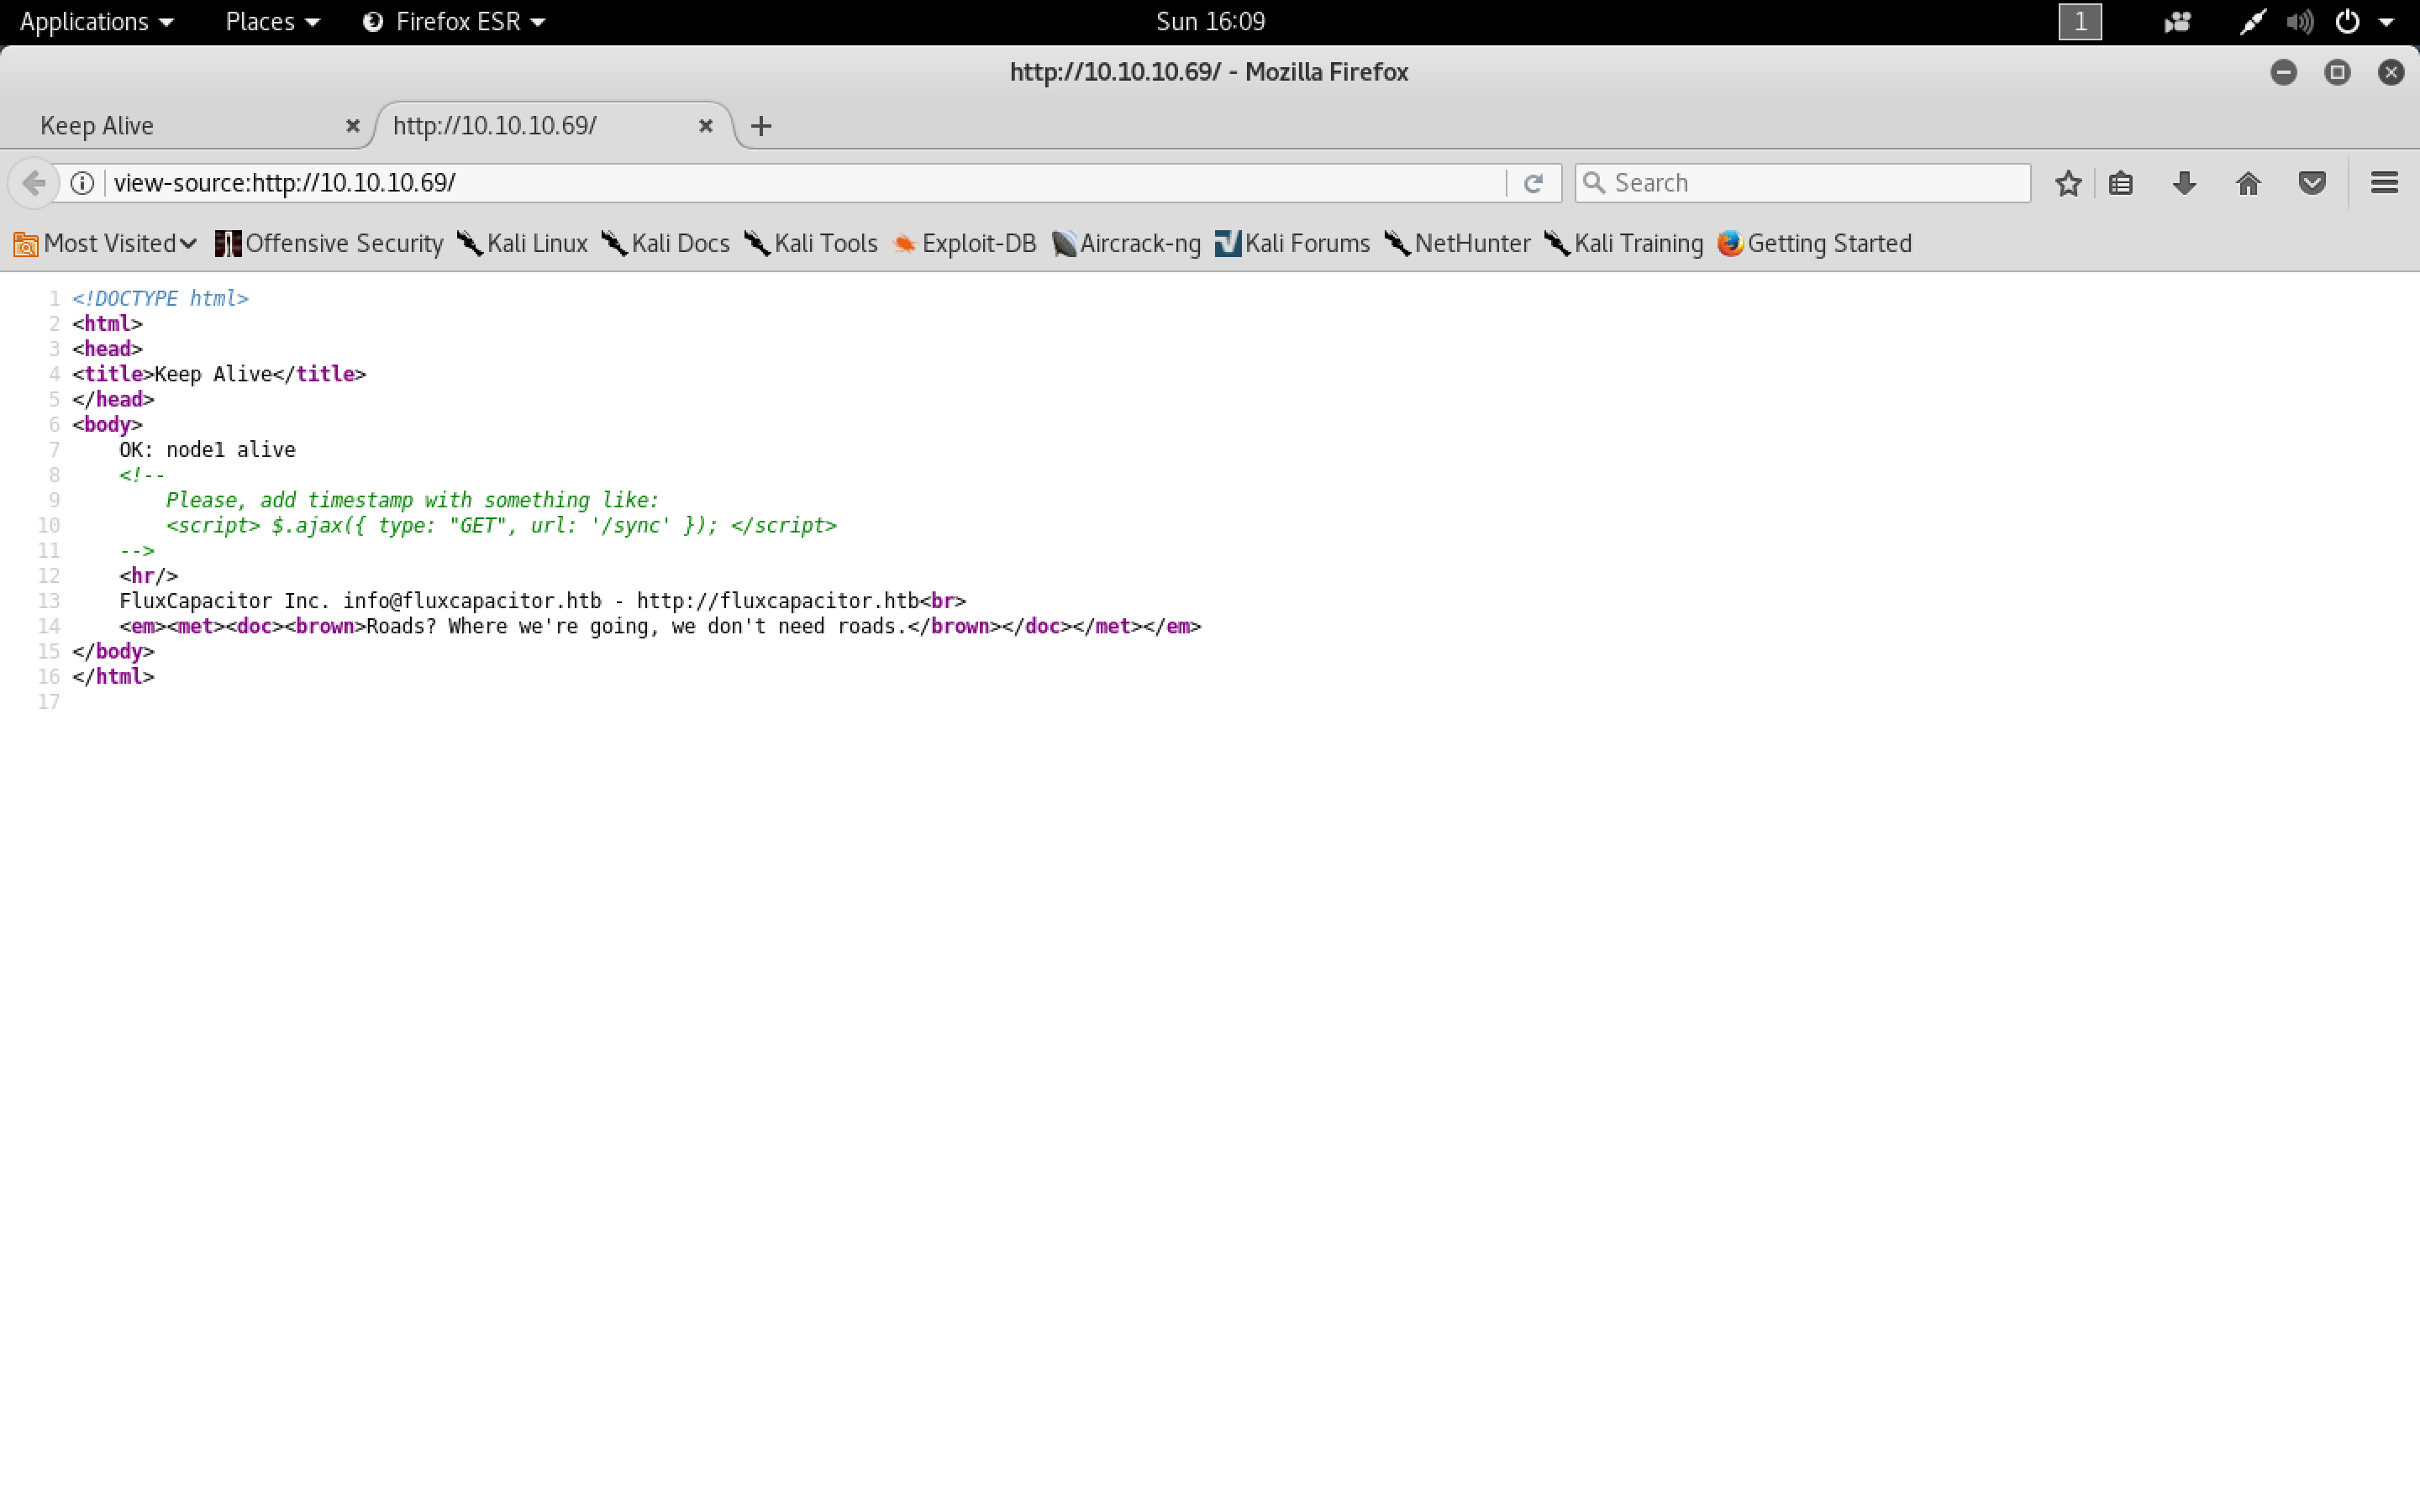 Applications Places Firefox ESR Sun 16:09 1
http://10.10.10.69/ - Mozilla Firefox
Keep Alive http://10.10.10.69/
view-source:http://10.10.10.69/ Search
Most Visited Offensive Security Kali Linux Kali Docs Kali Tools Exploit-DB Aircrack-ng Kali Forums NetHunter Kali Training Getting Started
1 <!DOCTYPE html>
2 <html>
3 <head>
4 <title>Keep Alive</title>
5 </head>
6 <body>
7 OK: node1 alive
8 <!--
9 Please, add timestamp with something like:
10 <script> $.ajax({ type: "GET", url: '/sync' }); </script>
11 -->
12 <hr/>
13 FluxCapacitor Inc. info@fluxcapacitor.htb - http://fluxcapacitor.htb<br>
14 <em><met><doc><brown>Roads? Where we're going, we don't need roads.</brown></doc></met></em>
15 </body>
16 </html>
17